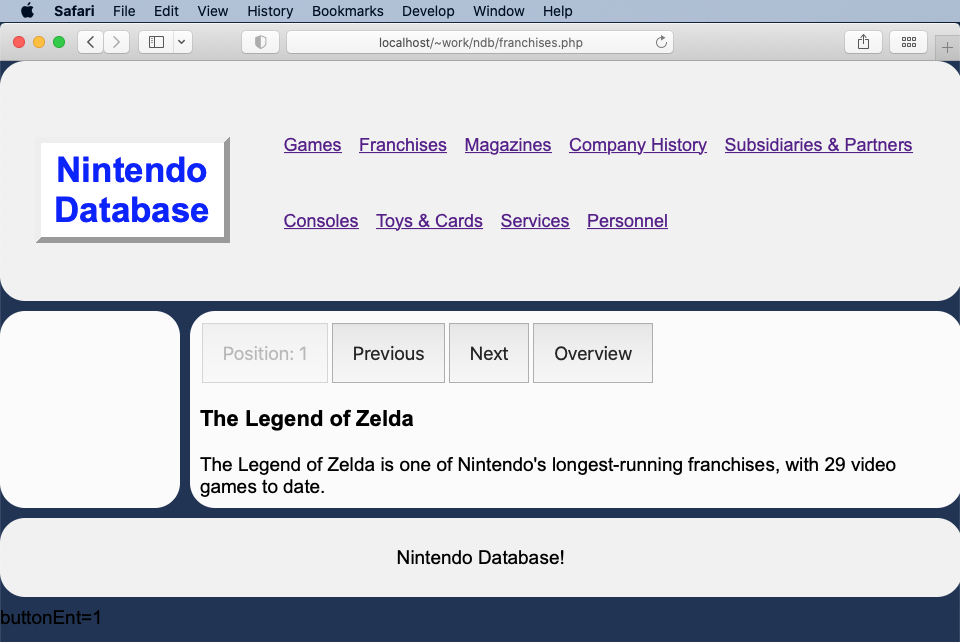 Safari File Edit View History Bookmarks Develop Window Help
localhost/~work/ndb/franchises.php
Nintendo
Database
Games Franchises Magazines Company History Subsidiaries & Partners
Consoles Toys & Cards Services Personnel
Position: 1 Previous Next Overview
The Legend of Zelda
The Legend of Zelda is one of Nintendo's longest-running franchises, with 29 video
games to date.
Nintendo Database!
buttonEnt=1